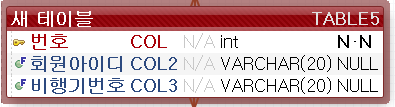 새 테이블 TABLE5
번호 COL N/A int N·N
회원아이디 COL2 N/A VARCHAR(20) NULL
비행기번호 COL3 N/A VARCHAR(20) NULL